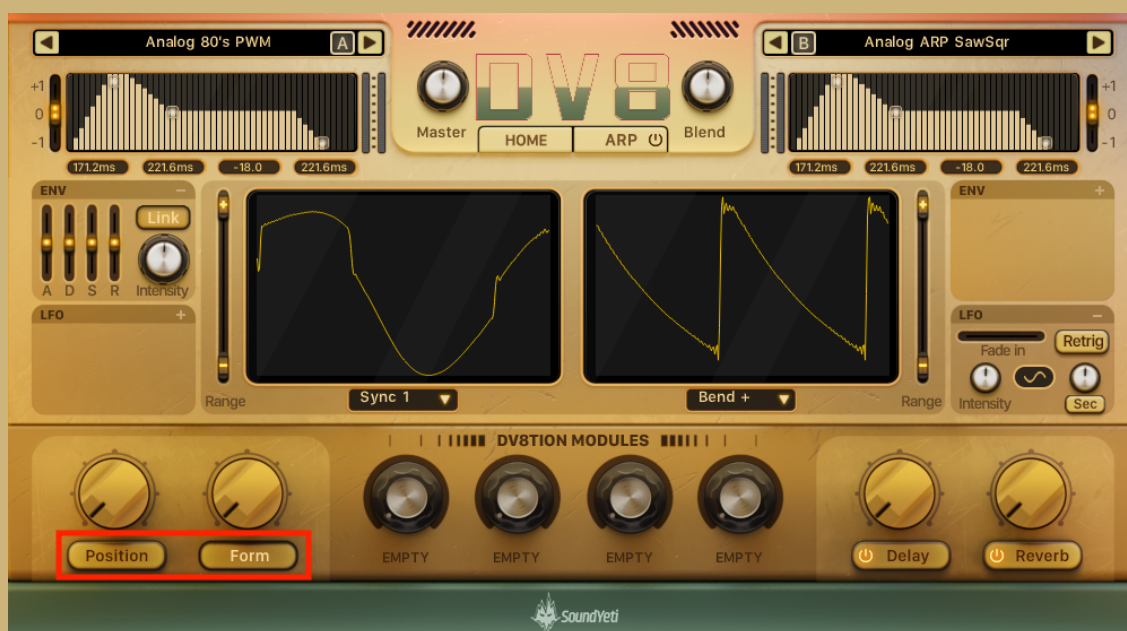 Analog 80's PWM A
B Analog ARP SawSqr
DV8
+1
0
-1
Master
HOME
ARP
Blend
+1
0
-1
171.2ms 221.6ms -18.0 221.6ms
171.2ms 221.6ms -18.0 221.6ms
ENV −
Link
A D S R Intensity
LFO +
Range
Sync 1
Bend +
Range
ENV +
LFO −
Fade in
Retrig
Intensity
Sec
DV8TION MODULES
Position
Form
EMPTY
EMPTY
EMPTY
EMPTY
Delay
Reverb
SoundYeti